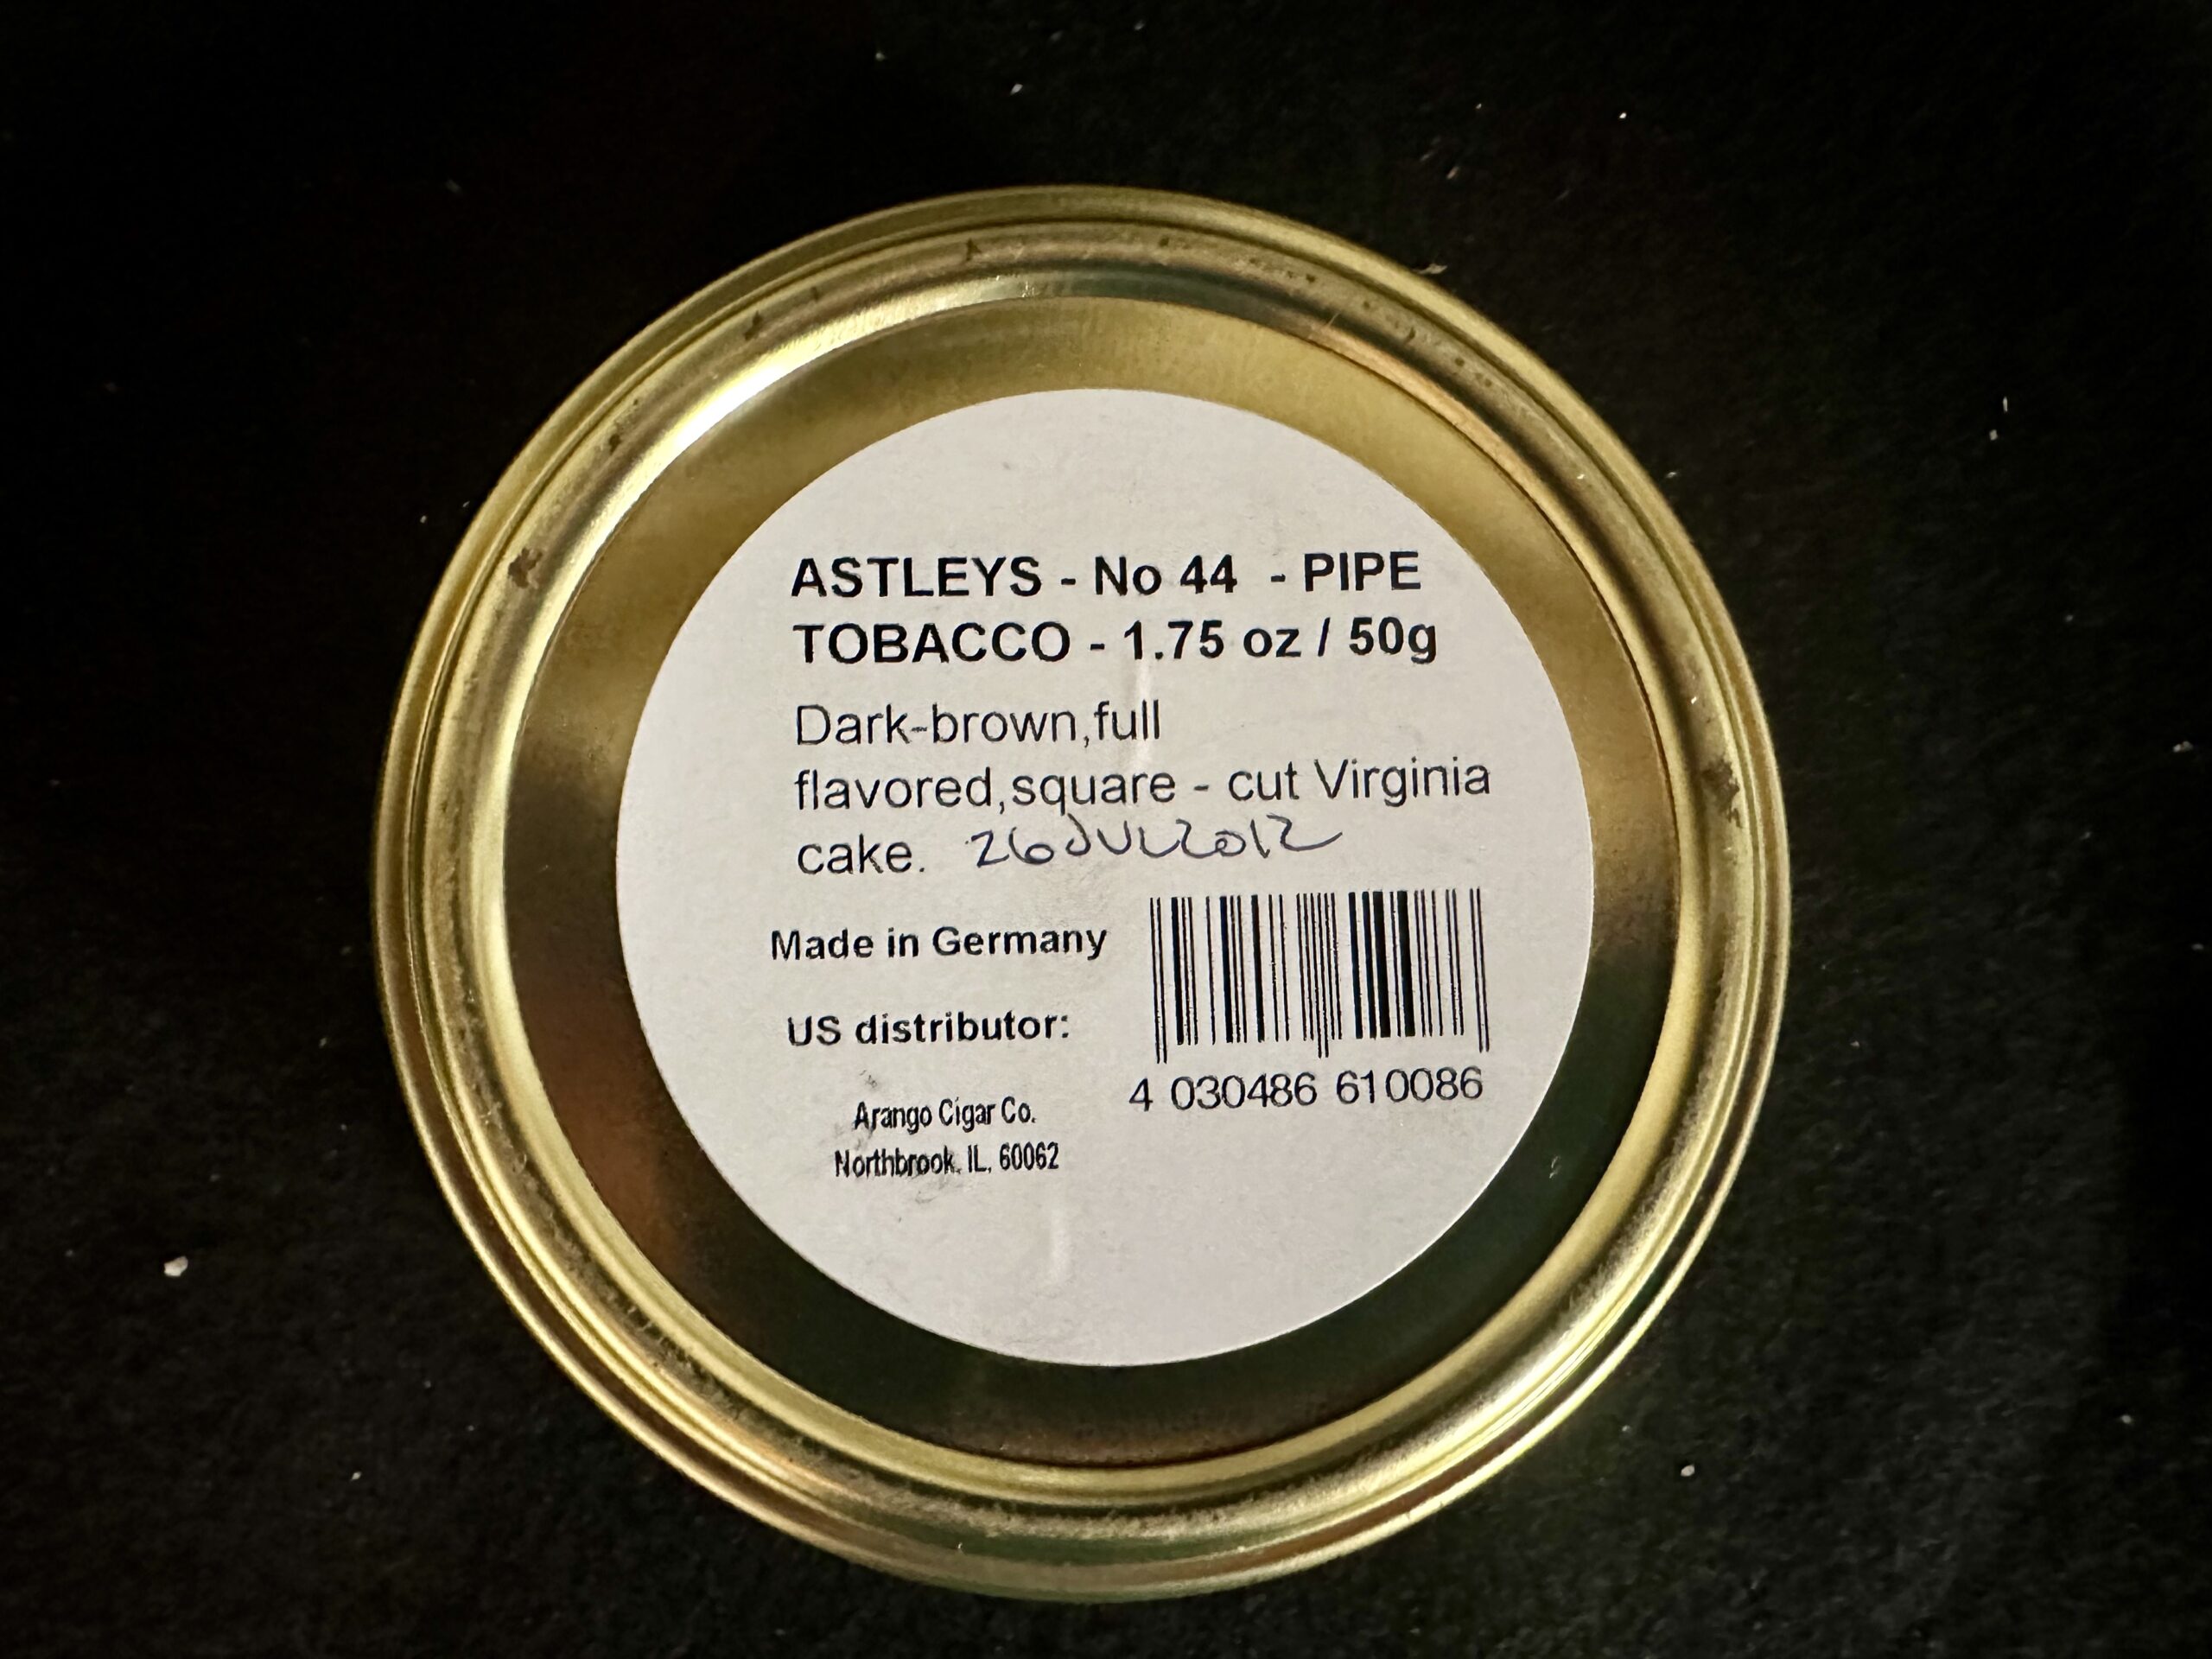 ASTLEYS - No 44 - PIPE
TOBACCO - 1.75 oz / 50g
Dark-brown,full
flavored,square - cut Virginia
cake. 26JUL2012
Made in Germany
US distributor:
Arango Cigar Co.
Northbrook, IL, 60062
4 030486 610086